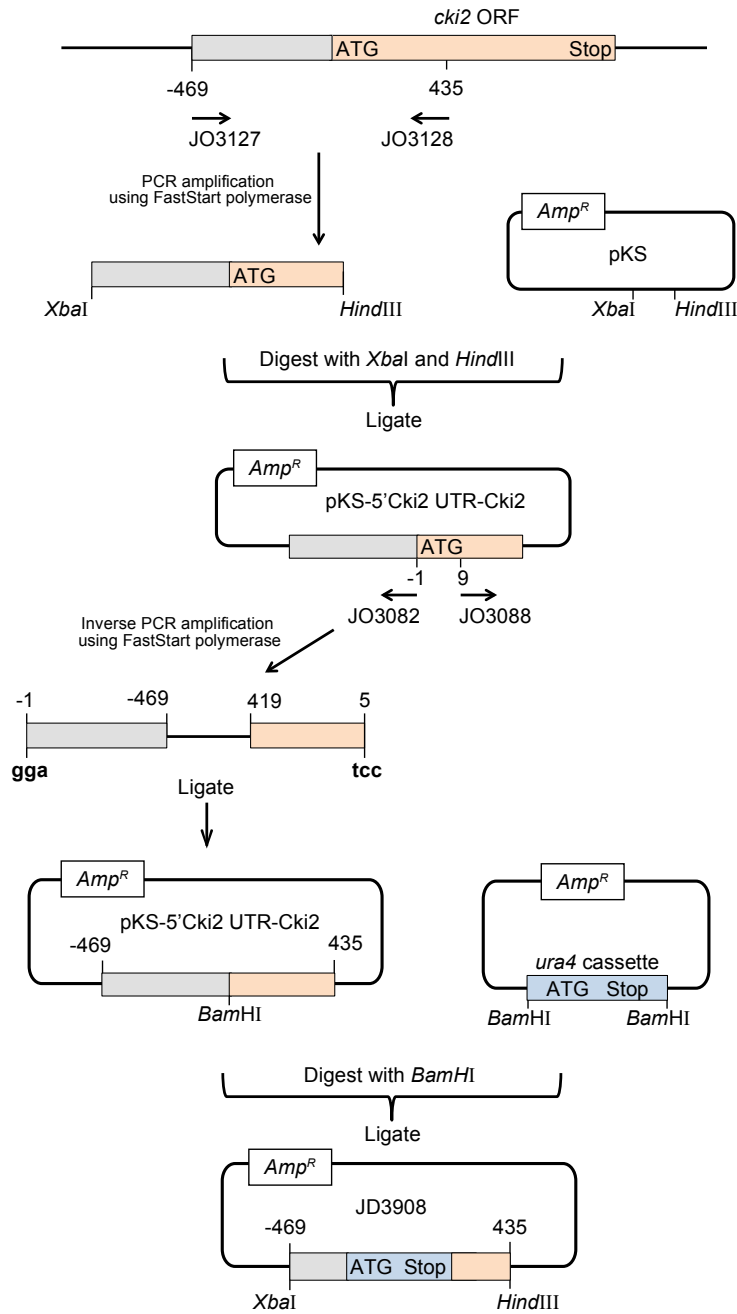 cki2 ORF
ATG Stop
-469 435
JO3127 JO3128
PCR amplification
using FastStart polymerase
AmpR
pKS
ATG
XbaI HindIII
XbaI HindIII
Digest with XbaI and HindIII
Ligate
AmpR
pKS-5'Cki2 UTR-Cki2
ATG
-1 9
JO3082 JO3088
Inverse PCR amplification
using FastStart polymerase
-1 -469 419 5
gga tcc
Ligate
AmpR
pKS-5'Cki2 UTR-Cki2
-469 435
BamHI
AmpR
ura4 cassette
ATG Stop
BamHI BamHI
Digest with BamHI
Ligate
AmpR
JD3908
-469 435
ATG Stop
XbaI HindIII